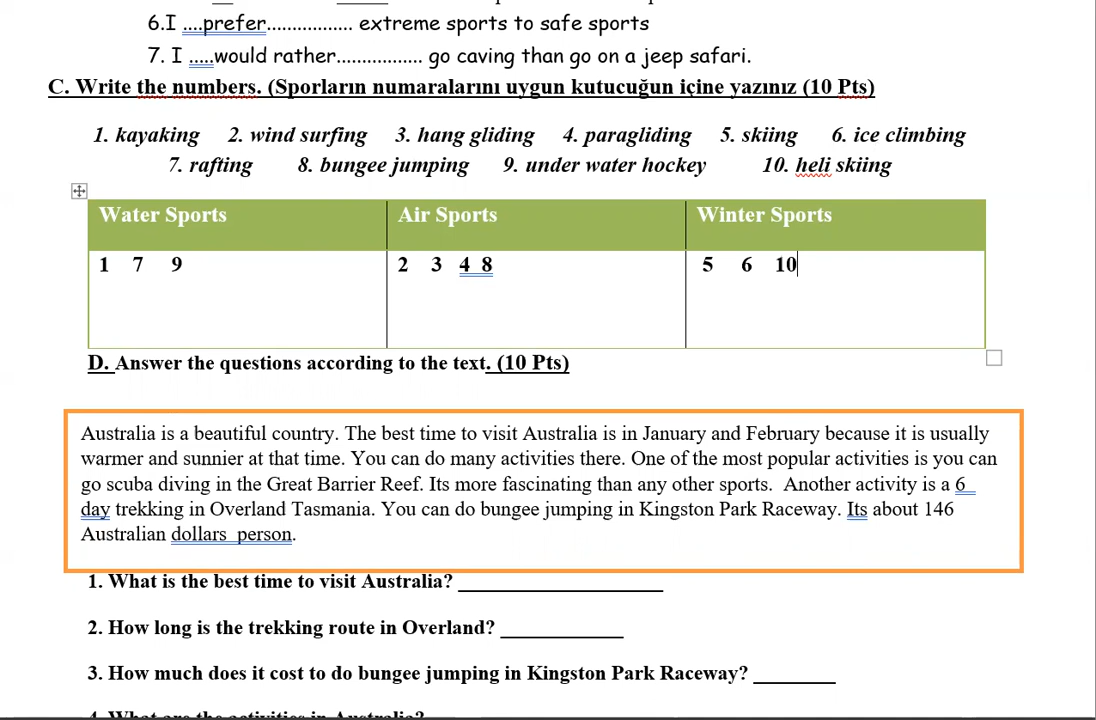 6.I ....prefer................. extreme sports to safe sports
7. I .....would rather................. go caving than go on a jeep safari.
C. Write the numbers. (Sporların numaralarını uygun kutucuğun içine yazınız (10 Pts)
1. kayaking 2. wind surfing 3. hang gliding 4. paragliding 5. skiing 6. ice climbing
7. rafting 8. bungee jumping 9. under water hockey 10. heli skiing
Water Sports Air Sports Winter Sports
1 7 9 2 3 4 8 5 6 10
D. Answer the questions according to the text. (10 Pts)
Australia is a beautiful country. The best time to visit Australia is in January and February because it is usually
warmer and sunnier at that time. You can do many activities there. One of the most popular activities is you can
go scuba diving in the Great Barrier Reef. Its more fascinating than any other sports. Another activity is a 6
day trekking in Overland Tasmania. You can do bungee jumping in Kingston Park Raceway. Its about 146
Australian dollars person.
1. What is the best time to visit Australia? ____________________
2. How long is the trekking route in Overland? ____________
3. How much does it cost to do bungee jumping in Kingston Park Raceway? ________
4. What are the activities in Australia?